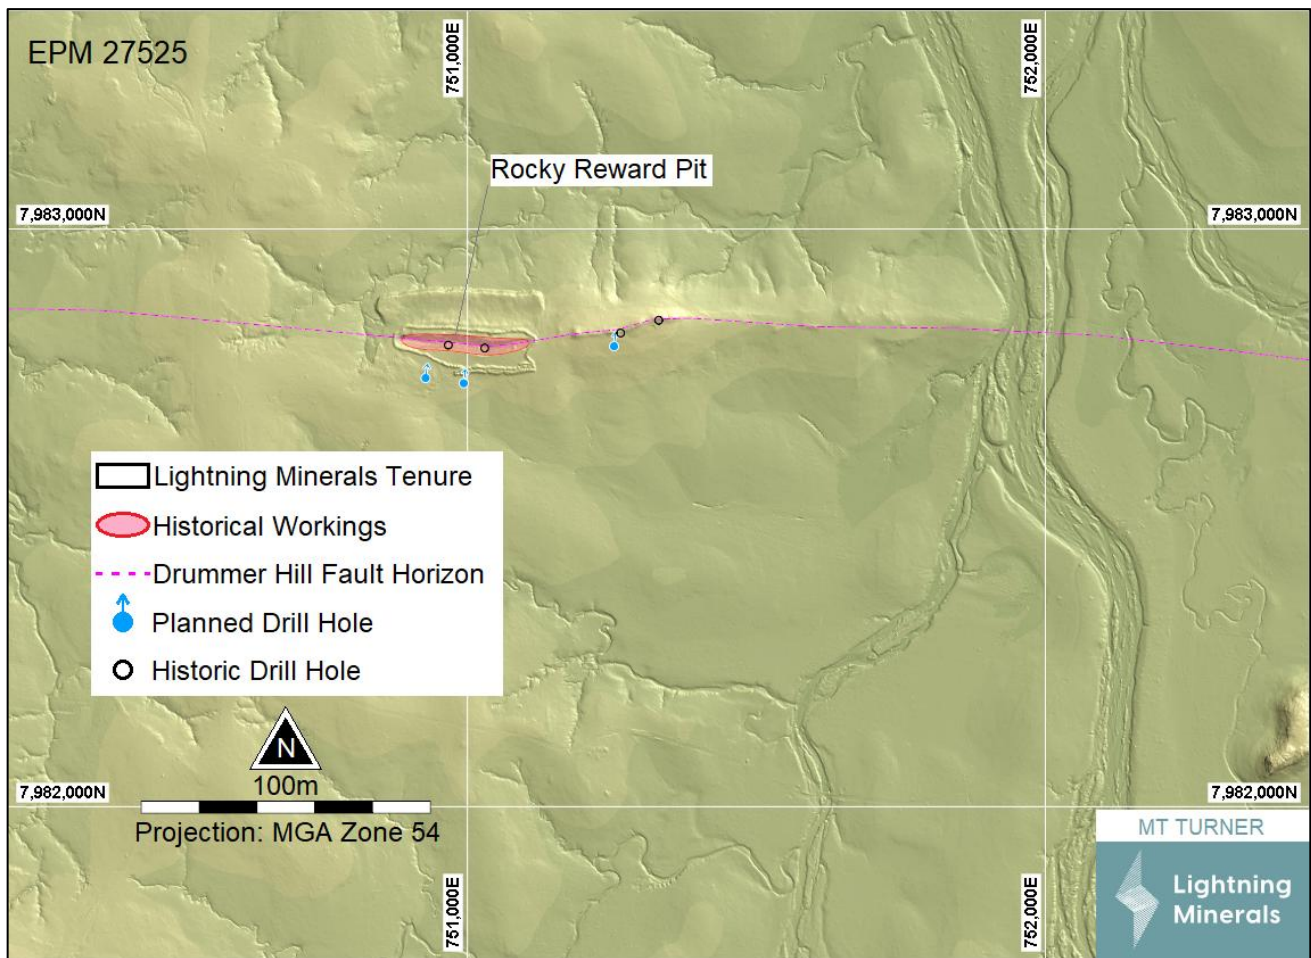 EPM 27525
751,000E
752,000E
Rocky Reward Pit
7,983,000N
7,983,000N
Lightning Minerals Tenure
Historical Workings
Drummer Hill Fault Horizon
Planned Drill Hole
Historic Drill Hole
N
100m
7,982,000N
7,982,000N
Projection: MGA Zone 54
MT TURNER
751,000E
752,000E
Lightning
Minerals